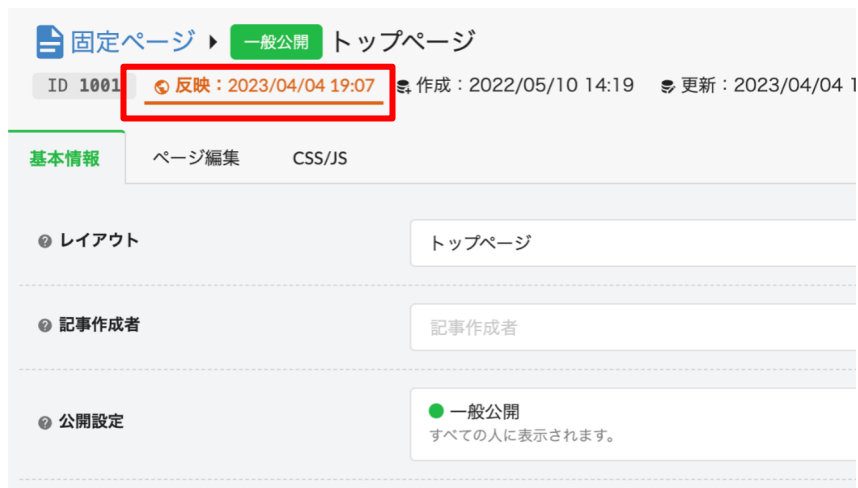 固定ページ 一般公開 トップページ
ID 1001 反映：2023/04/04 19:07 作成：2022/05/10 14:19 更新：2023/04/04 1
基本情報 ページ編集 CSS/JS
レイアウト トップページ
記事作成者 記事作成者
公開設定 一般公開
すべての人に表示されます。